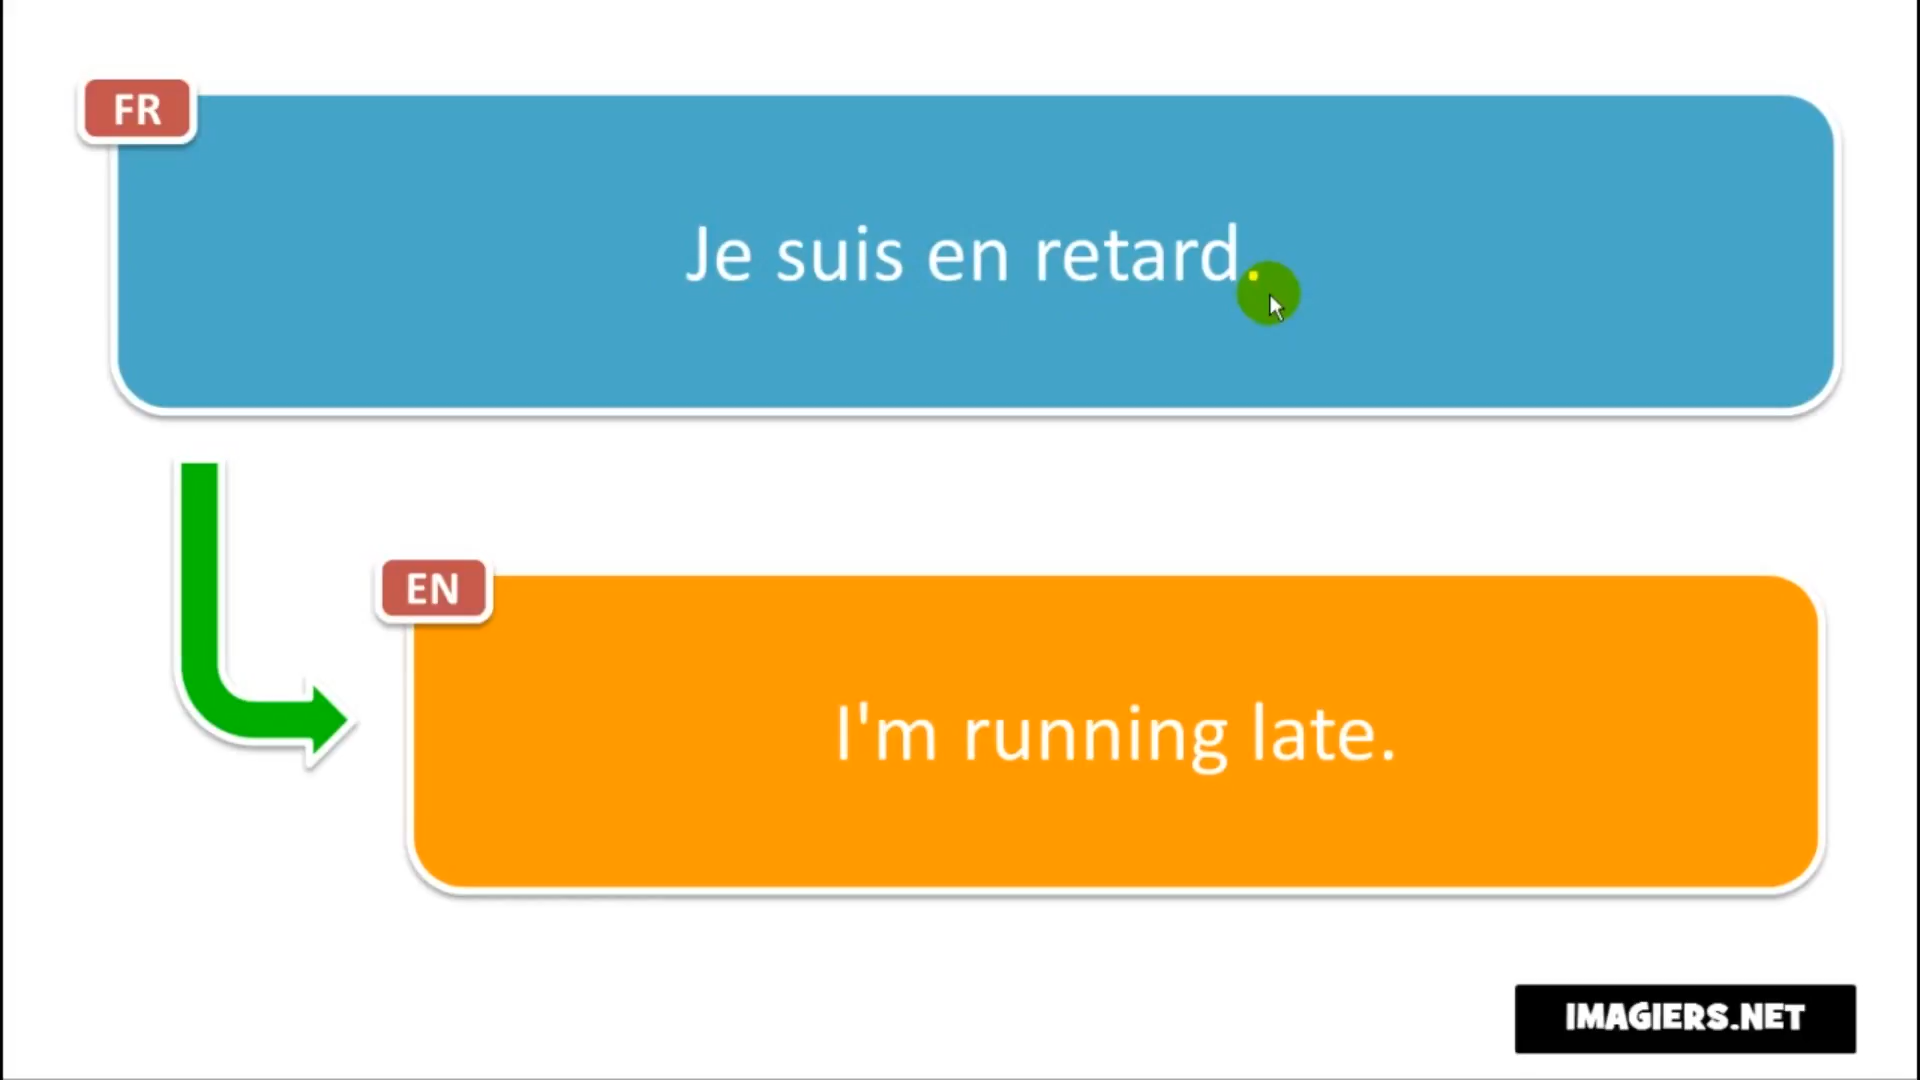 FR
Je suis en retard.
EN
I'm running late.
IMAGIERS.NET